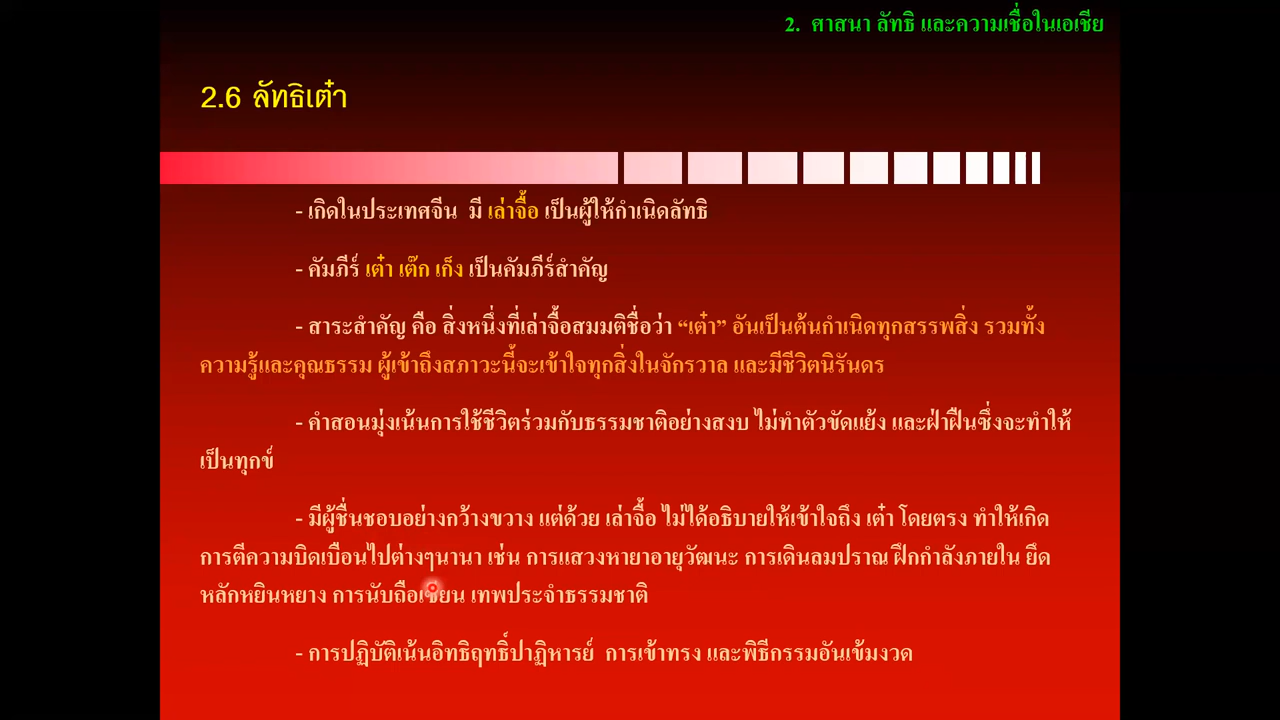 2. ศาสนา ลัทธิ และความเชื่อในเอเชีย
2.6 ลัทธิเต๋า
- เกิดในประเทศจีน มี เล่าจื้อ เป็นผู้ให้กำเนิดลัทธิ
- คัมภีร์ เต๋า เต๊ก เก็ง เป็นคัมภีร์สำคัญ
- สาระสำคัญ คือ สิ่งหนึ่งที่เล่าจื้อสมมติชื่อว่า “เต๋า” อันเป็นต้นกำเนิดทุกสรรพสิ่ง รวมทั้ง
ความรู้และคุณธรรม ผู้เข้าถึงสภาวะนี้จะเข้าใจทุกสิ่งในจักรวาล และมีชีวิตนิรันดร
- คำสอนมุ่งเน้นการใช้ชีวิตร่วมกับธรรมชาติอย่างสงบ ไม่ทำตัวขัดแย้ง และฝ่าฝืนซึ่งจะทำให้
เป็นทุกข์
- มีผู้ชื่นชอบอย่างกว้างขวาง แต่ด้วย เล่าจื้อ ไม่ได้อธิบายให้เข้าใจถึง เต๋า โดยตรง ทำให้เกิด
การตีความบิดเบือนไปต่างๆนานา เช่น การแสวงหายาอายุวัฒนะ การเดินลมปราณ ฝึกกำลังภายใน ยึด
หลักหยินหยาง การนับถือเซียน เทพประจำธรรมชาติ
- การปฏิบัติเน้นอิทธิฤทธิ์ปาฏิหารย์ การเข้าทรง และพิธีกรรมอันเข้มงวด